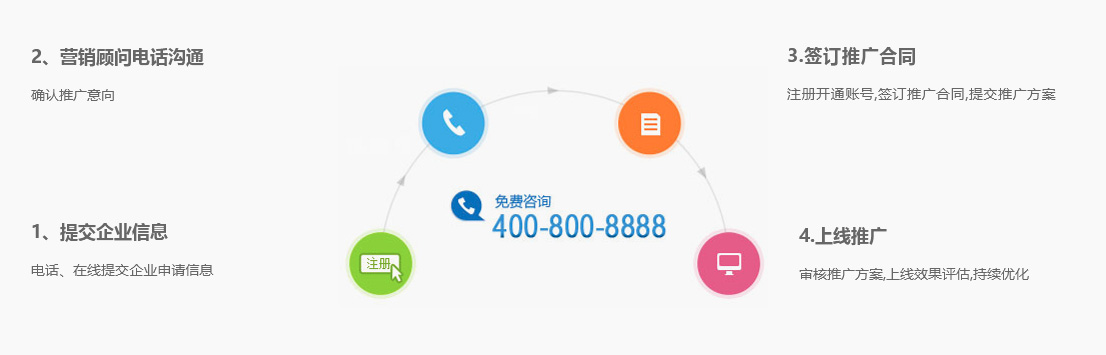 2、营销顾问电话沟通
确认推广意向
3.签订推广合同
注册开通账号,签订推广合同,提交推广方案
免费咨询
400-800-8888
1、提交企业信息
电话、在线提交企业申请信息
注册
4.上线推广
审核推广方案,上线效果评估,持续优化